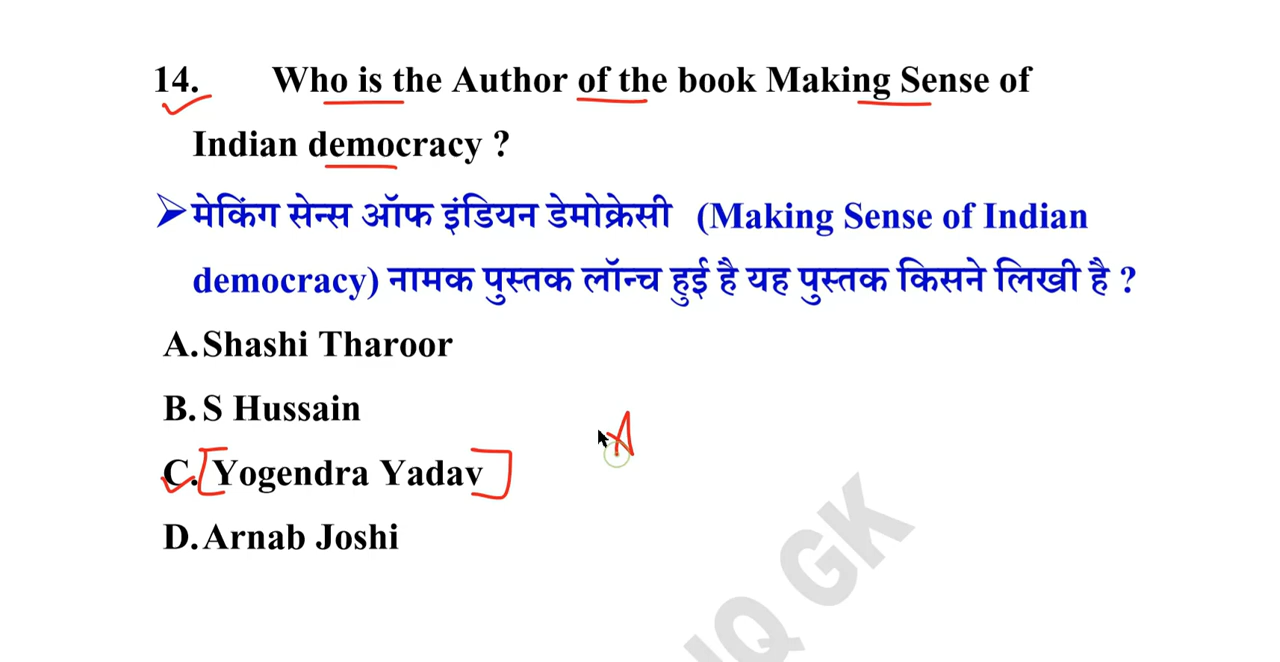 14. Who is the Author of the book Making Sense of
Indian democracy ?
➢मेकिंग सेन्स ऑफ इंडियन डेमोक्रेसी (Making Sense of Indian
democracy) नामक पुस्तक लॉन्च हुई है यह पुस्तक किसने लिखी है ?
A. Shashi Tharoor
B. S Hussain
A
C. Yogendra Yadav
D. Arnab Joshi
GK